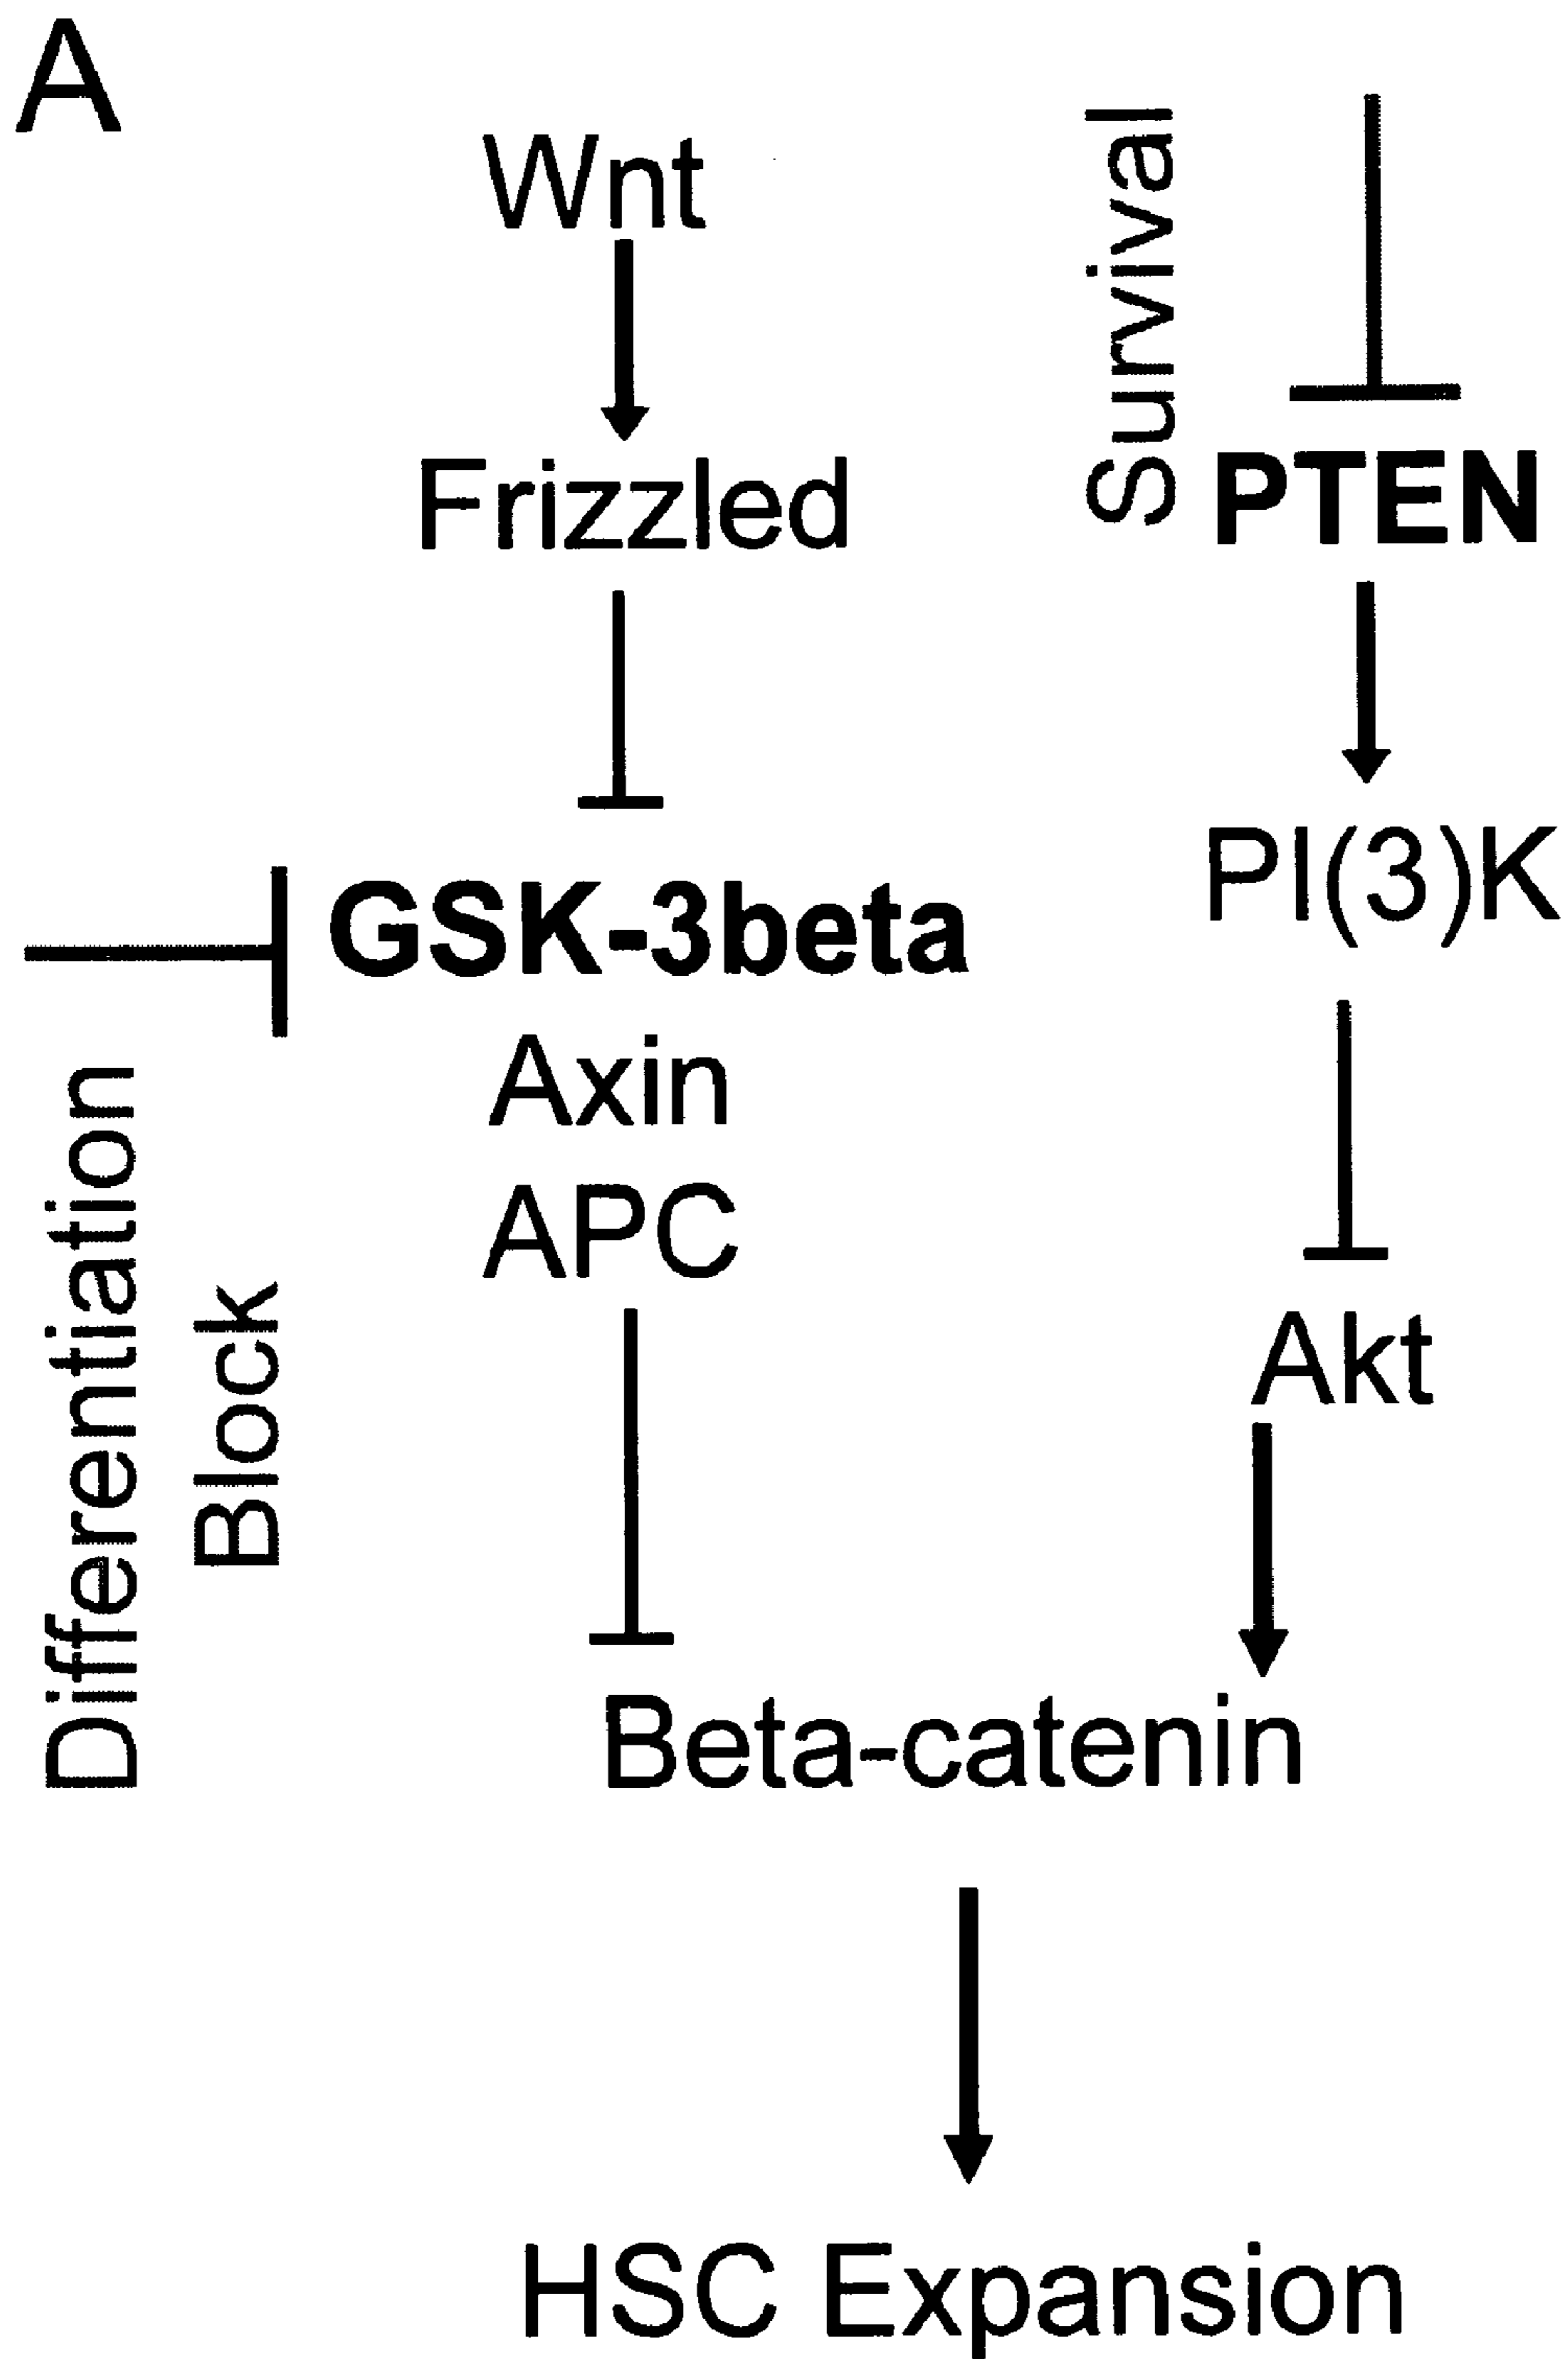 A
Wnt
Survival
Frizzled
PTEN
PI(3)K
GSK-3beta
Axin
APC
Differentiation
Block
Akt
Beta-catenin
HSC Expansion